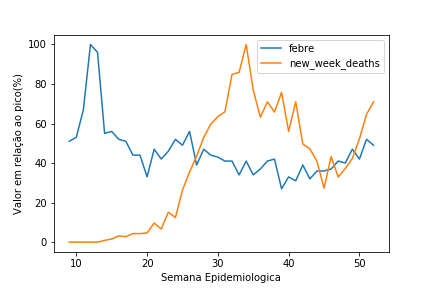 febre
new_week_deaths
Valor em relação ao pico(%)
100
80
60
40
20
0
10
20
30
40
50
Semana Epidemiologica